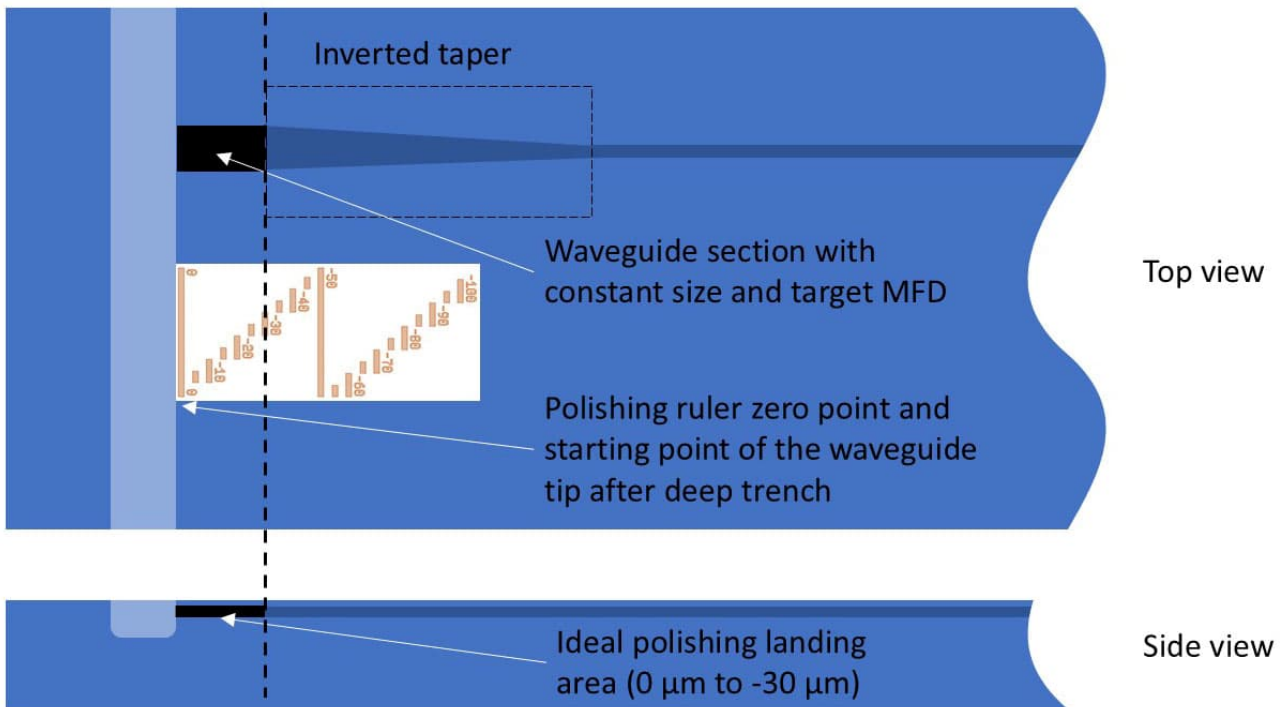 Inverted taper
Waveguide section with
constant size and target MFD
Top view
0
0
-10
-20
-30
-40
-50
-60
-70
-80
-90
-100
Polishing ruler zero point and
starting point of the waveguide
tip after deep trench
Ideal polishing landing
area (0 μm to -30 μm)
Side view